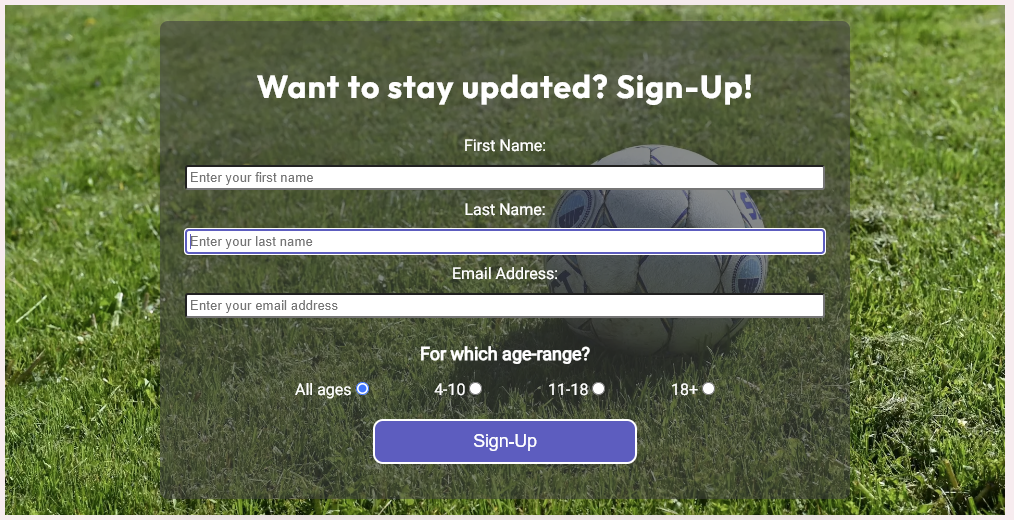 Want to stay updated? Sign-Up!
First Name:
Enter your first name
Last Name:
Enter your last name
Email Address:
Enter your email address
For which age-range?
All ages 4-10 11-18 18+
Sign-Up